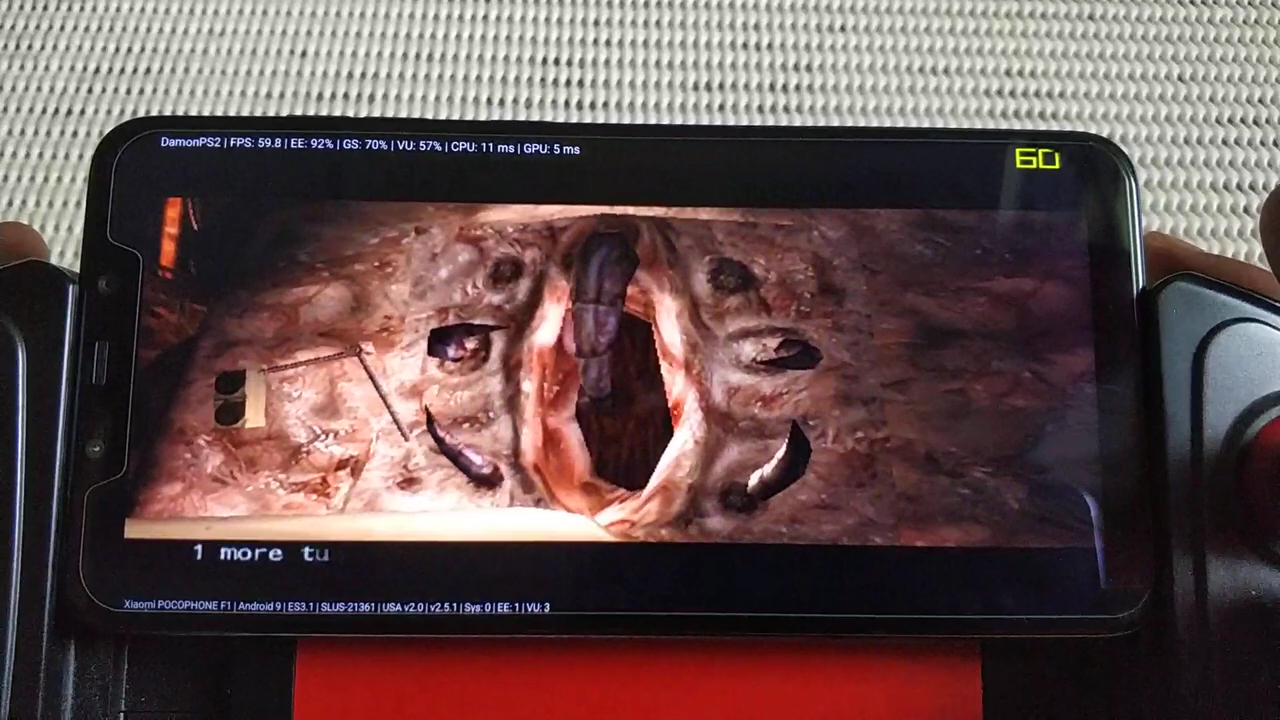 DamonPS2 | FPS: 59.8 | EE: 92% | GS: 70% | VU: 57% | CPU: 11 ms | GPU: 5 ms
60
1 more tu
Xiaomi POCOPHONE F1 | Android 9 | ES3.1 | SLUS-21361 | USA v2.0 | v2.5.1 | Sys: 0 | EE: 1 | VU: 3